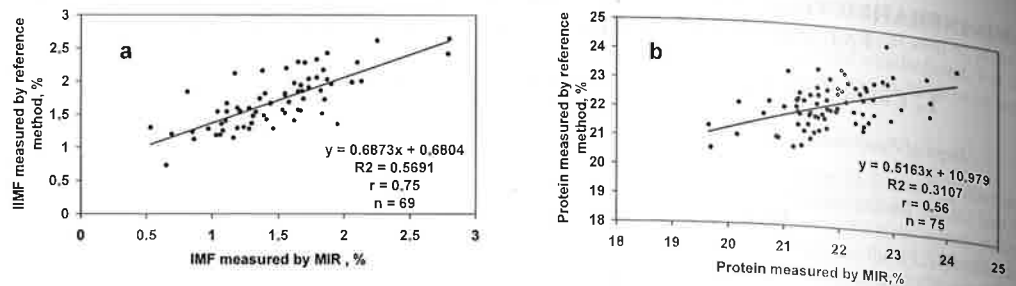 a
IIMF measured by reference
method, %
3
2.5
2
1.5
1
0.5
0
0
0.5
1
1.5
2
2.5
3
y = 0.6873x + 0.6804
R2 = 0.5691
r = 0.75
n = 69
IMF measured by MIR , %
b
Protein measured by reference
method, %
25
24
23
22
21
20
19
18
18
19
20
21
22
23
24
25
y = 0.5163x + 10.979
R2 = 0.3107
r = 0.56
n = 75
Protein measured by MIR,%